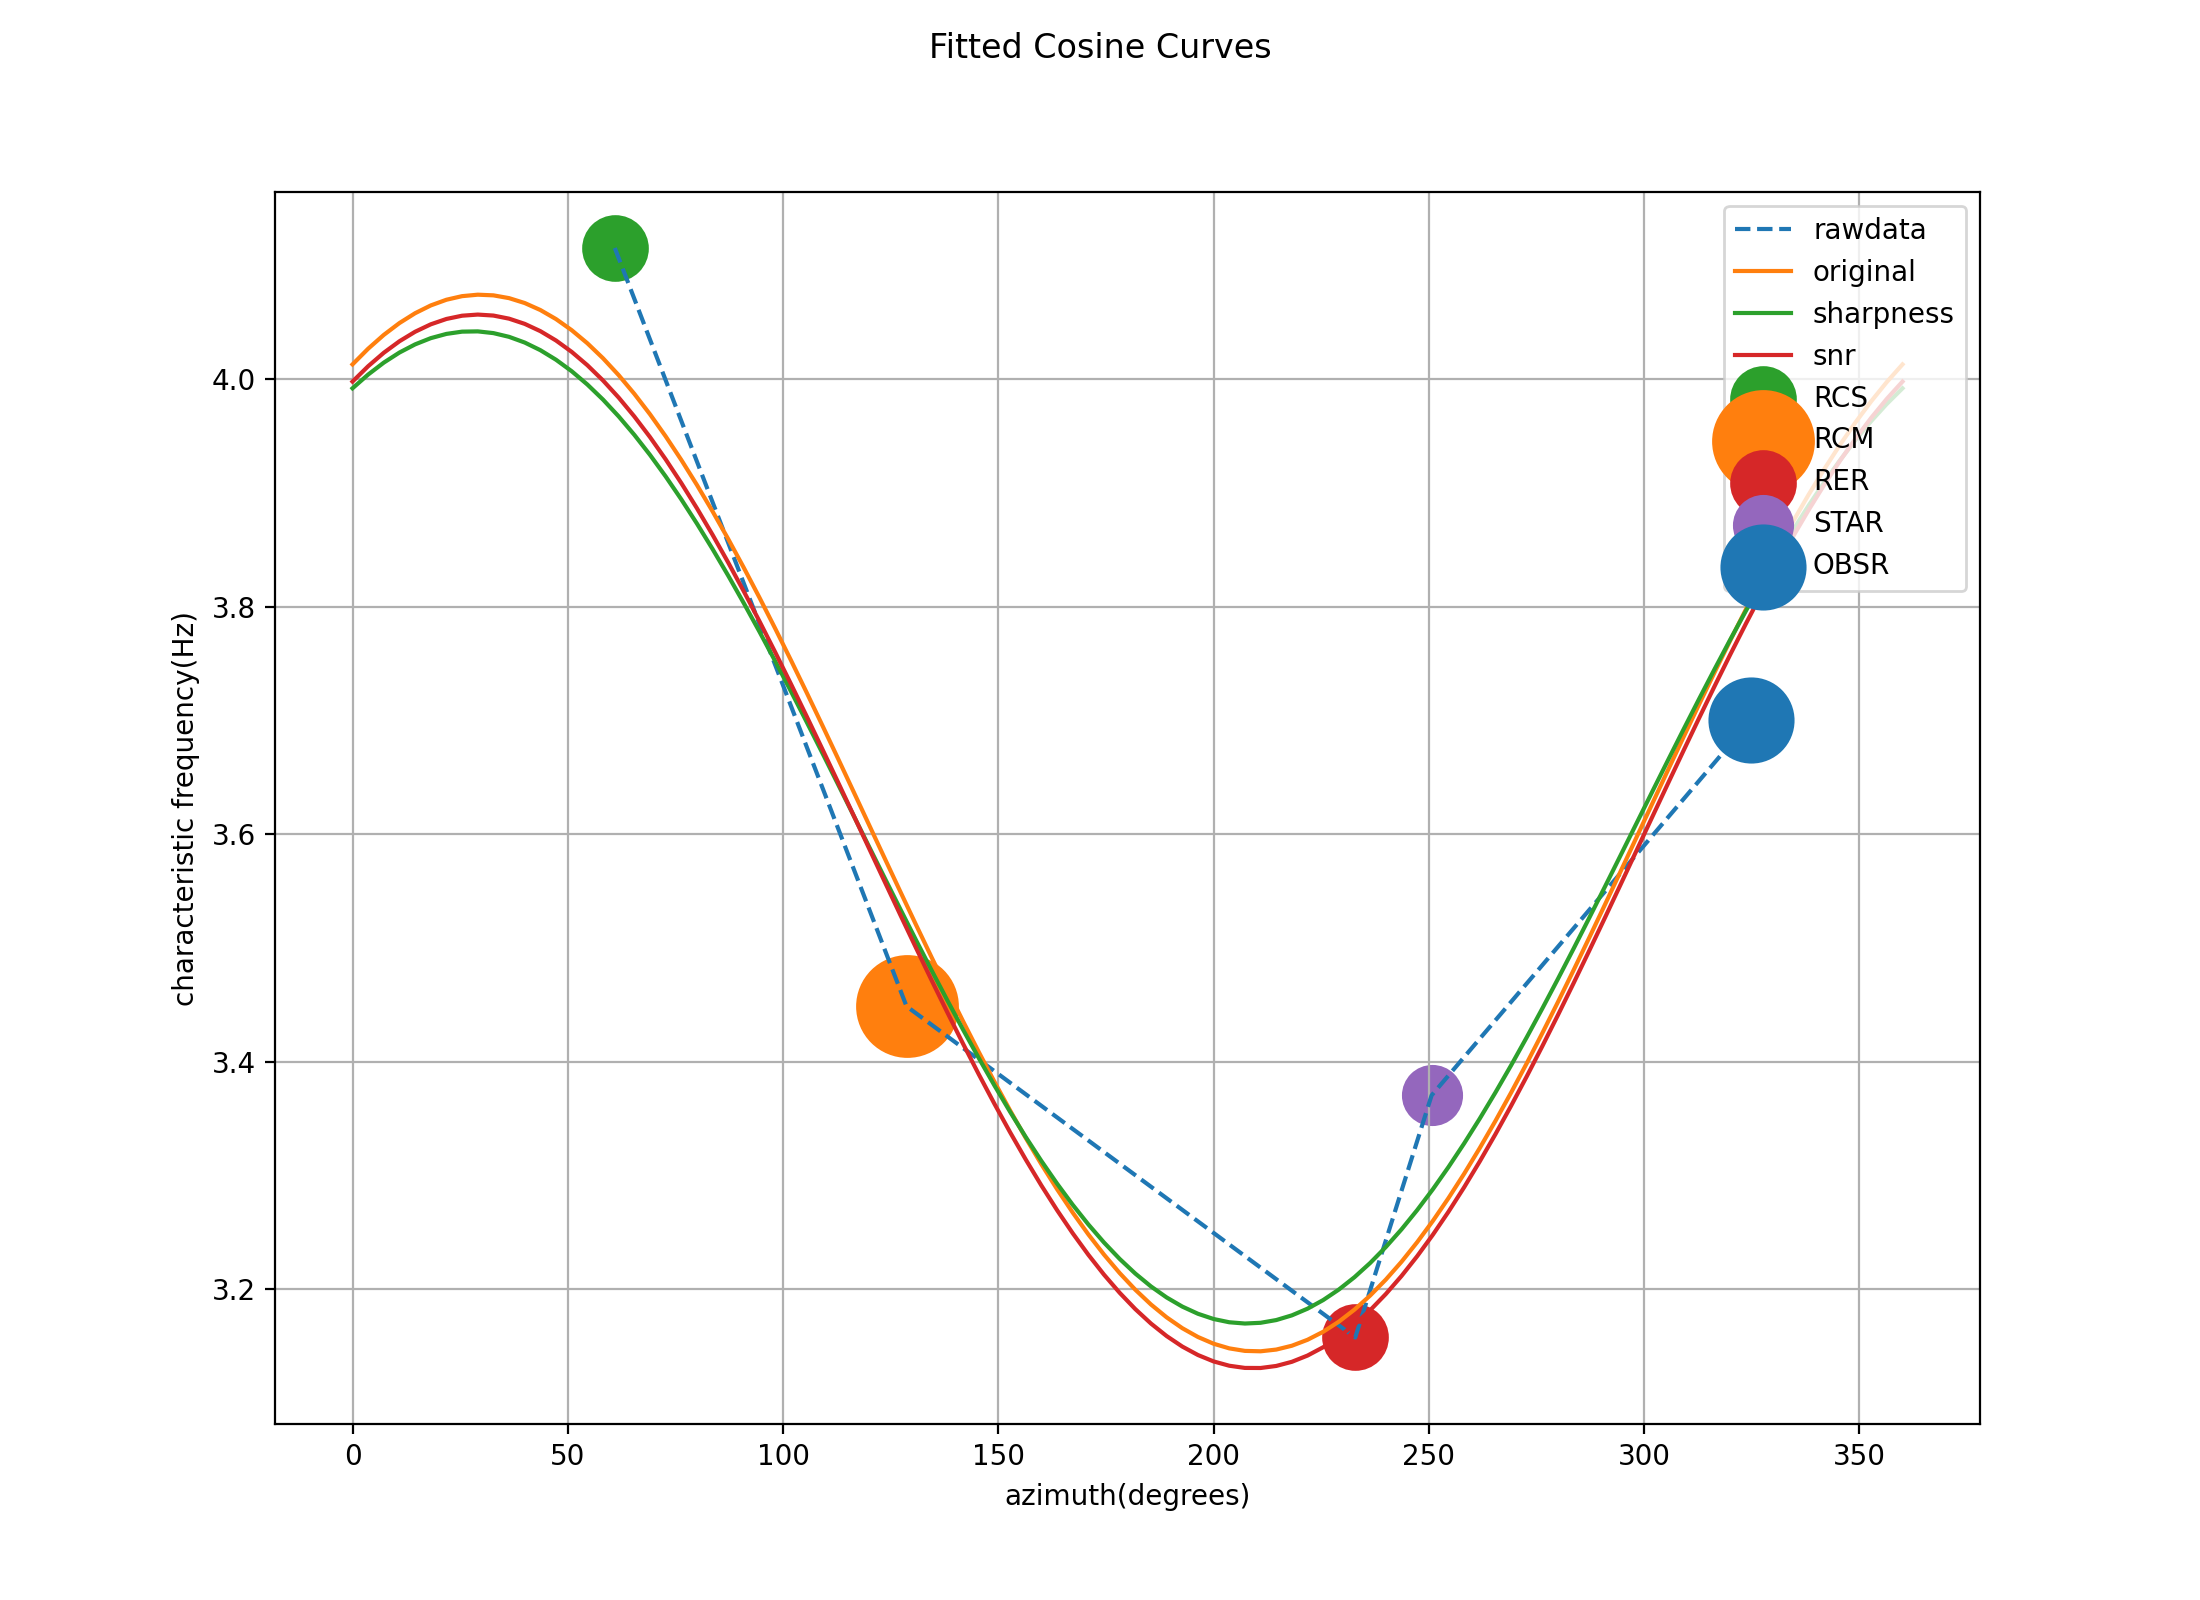 Fitted Cosine Curves
rawdata
original
sharpness
snr
RCS
RCM
RER
STAR
OBSR
characteristic frequency(Hz)
4.0
3.8
3.6
3.4
3.2
0 50 100 150 200 250 300 350
azimuth(degrees)